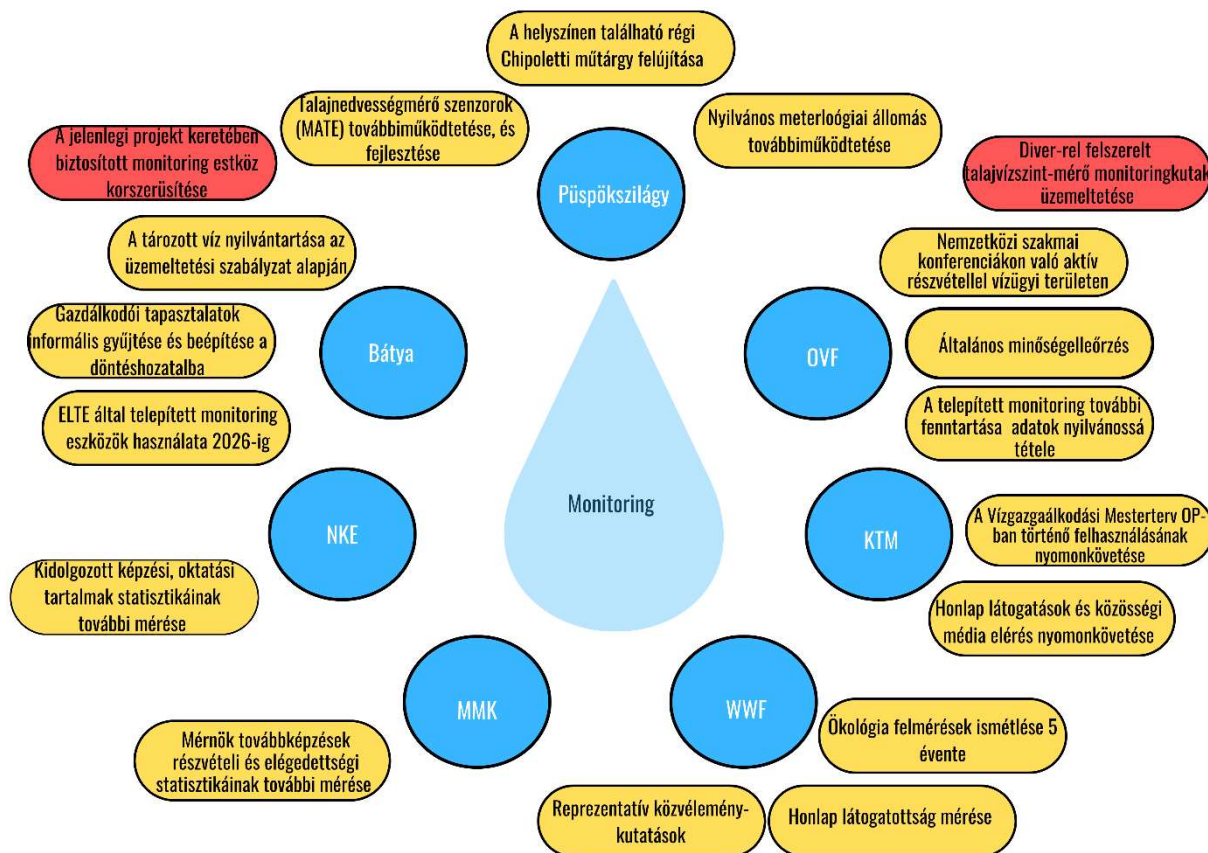 A helyszínen található régi
Chipoletti műtárgy felújítása
Talajnedvességmérő szenzorok
(MATE) továbbiműködtetése, és
fejlesztése
Nyilvános meterloógiai állomás
továbbiműködtetése
A jelenlegi projekt keretében
biztosított monitoring estköz
korszerűsítése
Diver-rel felszerelt
talajvízszint-mérő monitoringkutak
üzemeltetése
Püspökszilágy
A tározott víz nyilvántartása az
üzemeltetési szabályzat alapján
Nemzetközi szakmai
konferenciákon való aktív
részvétellel vízügyi területen
Gazdálkodói tapasztalatok
informális gyűjtése és beépítése a
döntéshozatalba
Bátya
OVF
Általános minőségelleőrzés
ELTE által telepített monitoring
eszközök használata 2026-ig
A telepített monitoring további
fenntartása adatok nyilvánossá
tétele
Monitoring
NKE
KTM
A Vízgazgaálkodási Mesterterv OP-
ban történő felhasználásának
nyomonkövetése
Kidolgozott képzési, oktatási
tartalmak statisztikáinak
további mérése
Honlap látogatások és közösségi
média elérés nyomonkövetése
MMK
WWF
Ökológia felmérések ismétlése 5
évente
Mérnök továbbképzések
részvételi és elégedettségi
statisztikáinak további mérése
Reprezentatív közvélemény-
kutatások
Honlap látogatottság mérése